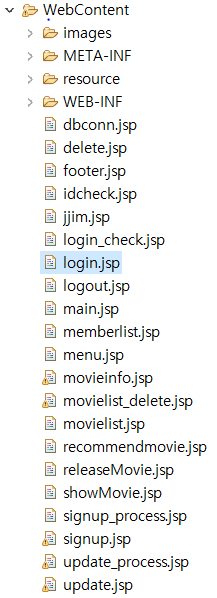 WebContent
images
META-INF
resource
WEB-INF
dbconn.jsp
delete.jsp
footer.jsp
idcheck.jsp
jjim.jsp
login_check.jsp
login.jsp
logout.jsp
main.jsp
memberlist.jsp
menu.jsp
movieinfo.jsp
movielist_delete.jsp
movielist.jsp
recommendmovie.jsp
releaseMovie.jsp
showMovie.jsp
signup_process.jsp
signup.jsp
update_process.jsp
update.jsp